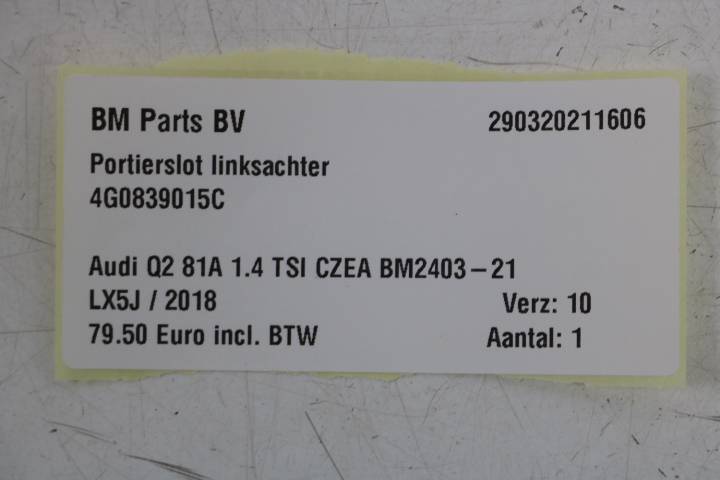 BM Parts BV 290320211606
Portierslot linksachter
4G0839015C
Audi Q2 81A 1.4 TSI CZEA BM2403-21
LX5J / 2018 Verz: 10
79.50 Euro incl. BTW Aantal: 1